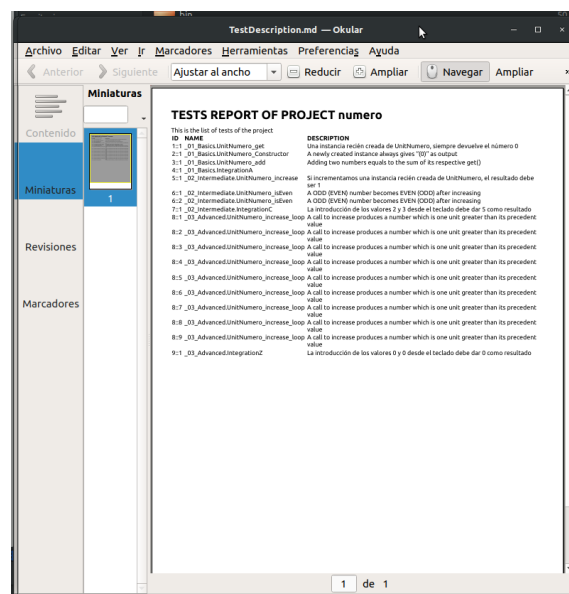 bin
TestDescription.md — Okular
Archivo Editar Ver Ir Marcadores Herramientas Preferencias Ayuda
Anterior Siguiente Ajustar al ancho Reducir Ampliar Navegar Ampliar »
Contenido
Miniaturas
Revisiones
Marcadores
Miniaturas
1
TESTS REPORT OF PROJECT numero
This is the list of tests of the project
ID NAME DESCRIPTION
1:1 _01_Basics.UnitNumero_get Una instancia recién creada de UnitNumero, siempre devuelve el número 0
2:1 _01_Basics.UnitNumero_Constructor A newly created instance always gives "{0}" as output
3:1 _01_Basics.UnitNumero_add Adding two numbers equals to the sum of its respective get()
4:1 _01_Basics.IntegrationA
5:1 _02_Intermediate.UnitNumero_increase Si incrementamos una instancia recién creada de UnitNumero, el resultado debe
ser 1
6:1 _02_Intermediate.UnitNumero_isEven A ODD (EVEN) number becomes EVEN (ODD) after increasing
6:2 _02_Intermediate.UnitNumero_isEven A ODD (EVEN) number becomes EVEN (ODD) after increasing
7:1 _02_Intermediate.IntegrationC La introducción de los valores 2 y 3 desde el teclado debe dar 5 como resultado
8:1 _03_Advanced.UnitNumero_increase_loop A call to increase produces a number which is one unit greater than its precedent
value
8:2 _03_Advanced.UnitNumero_increase_loop A call to increase produces a number which is one unit greater than its precedent
value
8:3 _03_Advanced.UnitNumero_increase_loop A call to increase produces a number which is one unit greater than its precedent
value
8:4 _03_Advanced.UnitNumero_increase_loop A call to increase produces a number which is one unit greater than its precedent
value
8:5 _03_Advanced.UnitNumero_increase_loop A call to increase produces a number which is one unit greater than its precedent
value
8:6 _03_Advanced.UnitNumero_increase_loop A call to increase produces a number which is one unit greater than its precedent
value
8:7 _03_Advanced.UnitNumero_increase_loop A call to increase produces a number which is one unit greater than its precedent
value
8:8 _03_Advanced.UnitNumero_increase_loop A call to increase produces a number which is one unit greater than its precedent
value
8:9 _03_Advanced.UnitNumero_increase_loop A call to increase produces a number which is one unit greater than its precedent
value
9:1 _03_Advanced.IntegrationZ La introducción de los valores 0 y 0 desde el teclado debe dar 0 como resultado
1 de 1